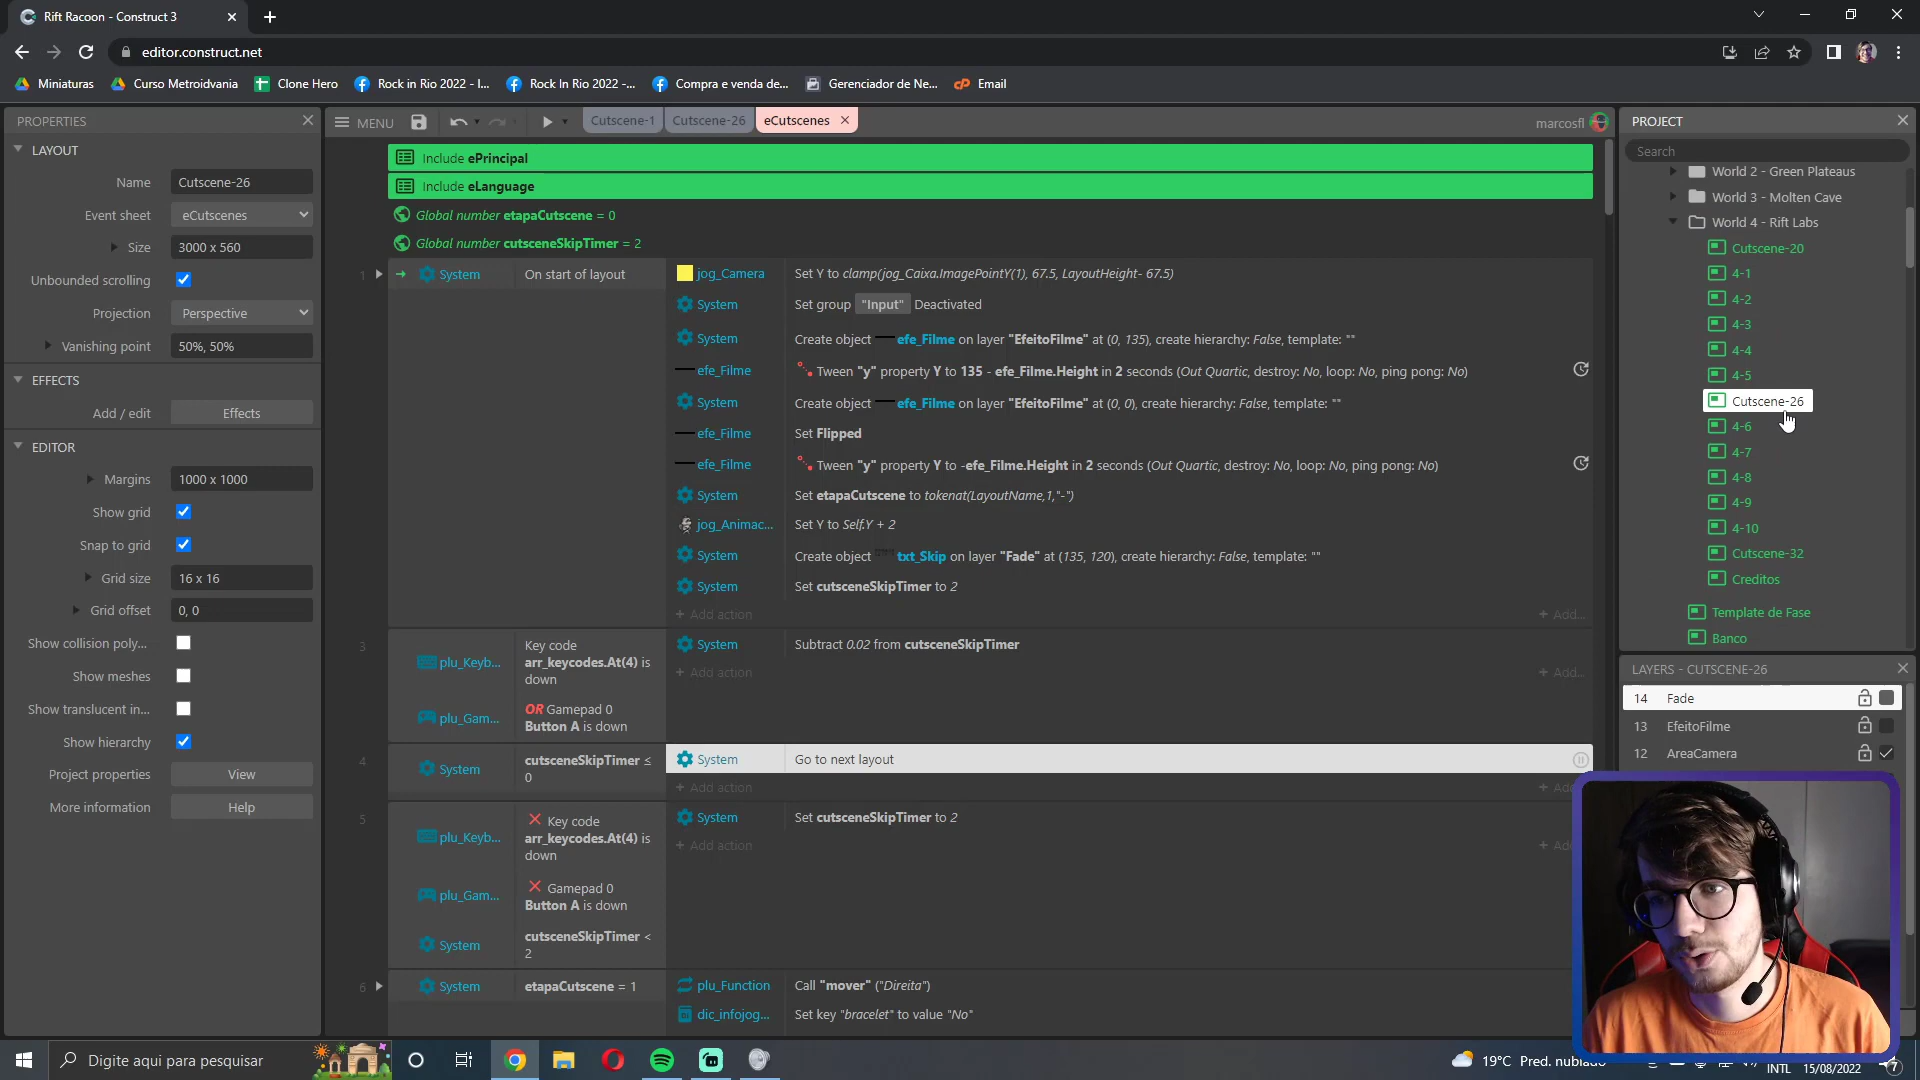 Rift Racoon - Construct 3
editor.construct.net
Miniaturas
Curso Metroidvania
Clone Hero
Rock in Rio 2022 - I...
Rock In Rio 2022 -...
Compra e venda de...
Gerenciador de Ne...
Email
PROPERTIES
LAYOUT
Name
Cutscene-26
Event sheet
eCutscenes
Size
3000 x 560
Unbounded scrolling
Projection
Perspective
Vanishing point
50%, 50%
EFFECTS
Add / edit
Effects
EDITOR
Margins
1000 x 1000
Show grid
Snap to grid
Grid size
16 x 16
Grid offset
0, 0
Show collision poly...
Show meshes
Show translucent in...
Show hierarchy
Project properties
View
More information
Help
MENU
Cutscene-1
Cutscene-26
eCutscenes
marcosfl
Include ePrincipal
Include eLanguage
Global number etapaCutscene = 0
Global number cutsceneSkipTimer = 2
1
System
On start of layout
jog_Camera
Set Y to clamp(jog_Caixa.ImagePointY(1), 67.5, LayoutHeight- 67.5)
System
Set group "Input" Deactivated
System
Create object efe_Filme on layer "EfeitoFilme" at (0, 135), create hierarchy: False, template: ""
efe_Filme
Tween "y" property Y to 135 - efe_Filme.Height in 2 seconds (Out Quartic, destroy: No, loop: No, ping pong: No)
System
Create object efe_Filme on layer "EfeitoFilme" at (0, 0), create hierarchy: False, template: ""
efe_Filme
Set Flipped
efe_Filme
Tween "y" property Y to -efe_Filme.Height in 2 seconds (Out Quartic, destroy: No, loop: No, ping pong: No)
System
Set etapaCutscene to tokenat(LayoutName,1,"-")
jog_Animac...
Set Y to Self.Y + 2
System
Create object txt_Skip on layer "Fade" at (135, 120), create hierarchy: False, template: ""
System
Set cutsceneSkipTimer to 2
+ Add action
+ Add...
3
plu_Keyb...
Key code
arr_keycodes.At(4) is
down
plu_Gam...
OR Gamepad 0
Button A is down
System
Subtract 0.02 from cutsceneSkipTimer
+ Add action
+ Add...
4
System
cutsceneSkipTimer ≤
0
System
Go to next layout
+ Add action
5
plu_Keyb...
Key code
arr_keycodes.At(4) is
down
plu_Gam...
Gamepad 0
Button A is down
System
cutsceneSkipTimer <
2
System
Set cutsceneSkipTimer to 2
+ Add action
6
System
etapaCutscene = 1
plu_Function
Call "mover" ("Direita")
dic_infojog...
Set key "bracelet" to value "No"
PROJECT
Search
World 2 - Green Plateaus
World 3 - Molten Cave
World 4 - Rift Labs
Cutscene-20
4-1
4-2
4-3
4-4
4-5
Cutscene-26
4-6
4-7
4-8
4-9
4-10
Cutscene-32
Creditos
Template de Fase
Banco
LAYERS - CUTSCENE-26
14 Fade
13 EfeitoFilme
12 AreaCamera
Digite aqui para pesquisar
19°C Pred. nublado
INTL
15/08/2022
7